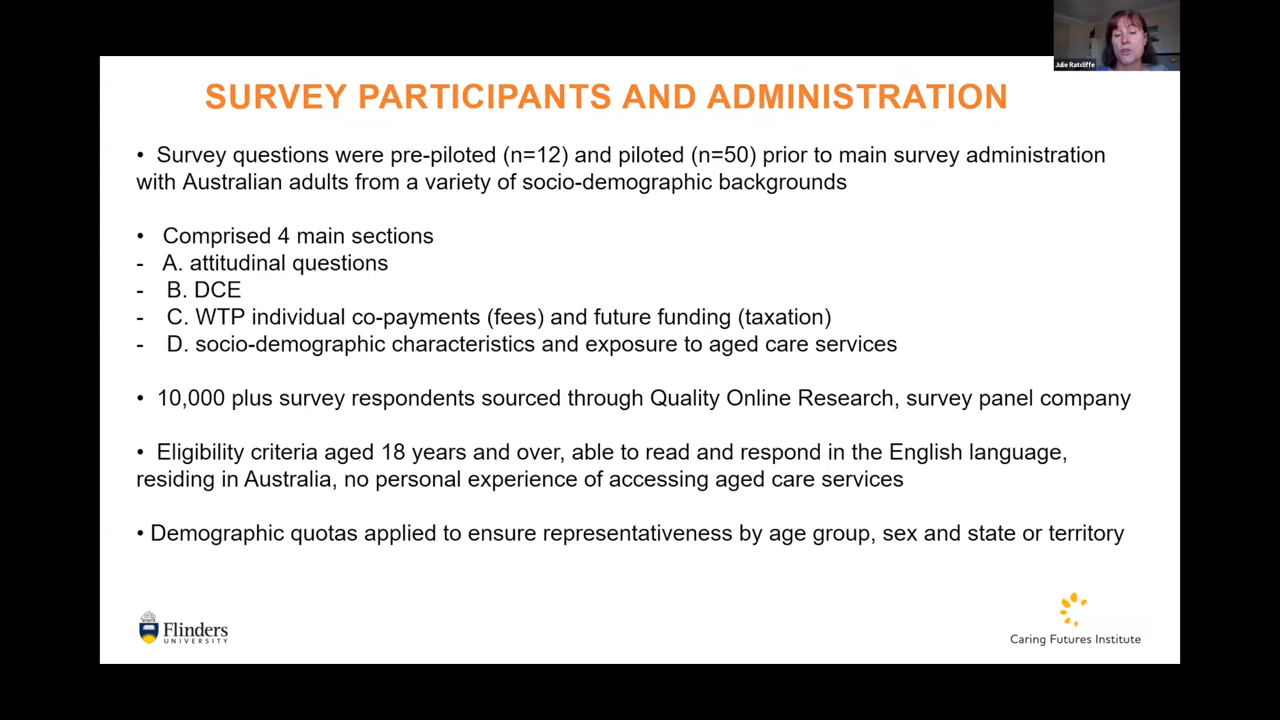 Julie Ratcliffe
SURVEY PARTICIPANTS AND ADMINISTRATION
• Survey questions were pre-piloted (n=12) and piloted (n=50) prior to main survey administration
with Australian adults from a variety of socio-demographic backgrounds
• Comprised 4 main sections
- A. attitudinal questions
- B. DCE
- C. WTP individual co-payments (fees) and future funding (taxation)
- D. socio-demographic characteristics and exposure to aged care services
• 10,000 plus survey respondents sourced through Quality Online Research, survey panel company
• Eligibility criteria aged 18 years and over, able to read and respond in the English language,
residing in Australia, no personal experience of accessing aged care services
• Demographic quotas applied to ensure representativeness by age group, sex and state or territory
Flinders
UNIVERSITY
Caring Futures Institute